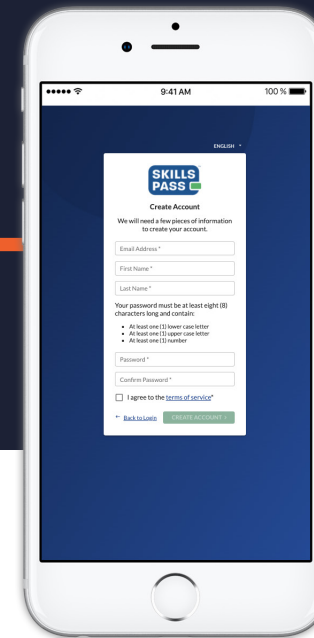 9:41 AM
100 %
ENGLISH
SKILLS
PASS
Create Account
We will need a few pieces of information
to create your account.
Email Address *
First Name *
Last Name *
Your password must be at least eight (8)
characters long and contain:
• At least one (1) lower case letter
• At least one (1) upper case letter
• At least one (1) number
Password *
Confirm Password *
I agree to the terms of service*
← Back to Login
CREATE ACCOUNT >